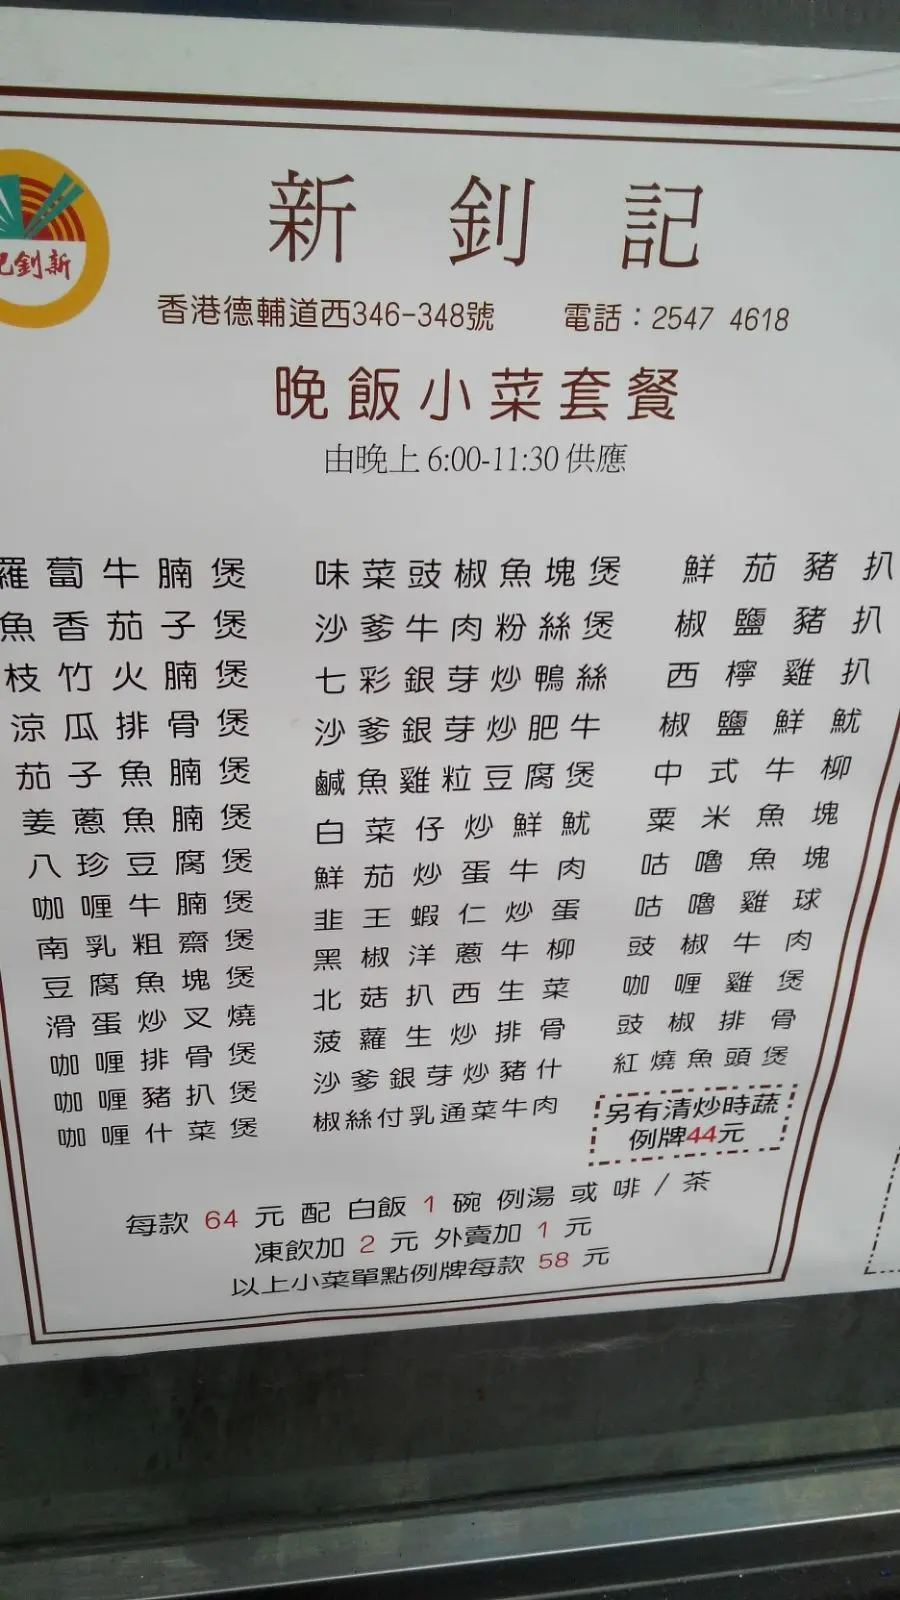 新釗記
新釗記
香港德輔道西346-348號 電話：2547 4618
晚飯小菜套餐
由晚上 6:00-11:30 供應
羅蔔牛腩煲
魚香茄子煲
枝竹火腩煲
涼瓜排骨煲
茄子魚腩煲
姜蔥魚腩煲
八珍豆腐煲
咖喱牛腩煲
南乳粗齋煲
豆腐魚塊煲
滑蛋炒叉燒
咖喱排骨煲
咖喱豬扒煲
咖喱什菜煲
味菜豉椒魚塊煲
沙爹牛肉粉絲煲
七彩銀芽炒鴨絲
沙爹銀芽炒肥牛
鹹魚雞粒豆腐煲
白菜仔炒鮮魷
鮮茄炒蛋牛肉
韭王蝦仁炒蛋
黑椒洋蔥牛柳
北菇扒西生菜
菠蘿生炒排骨
沙爹銀芽炒豬什
椒絲付乳通菜牛肉
鮮茄豬扒
椒鹽豬扒
西檸雞扒
椒鹽鮮魷
中式牛柳
粟米魚塊
咕嚕魚塊
咕嚕雞球
豉椒牛肉
咖喱雞煲
豉椒排骨
紅燒魚頭煲
另有清炒時蔬
例牌44元
每款 64 元 配 白飯 1 碗 例湯 或 啡 / 茶
凍飲加 2 元 外賣加 1 元
以上小菜單點例牌每款 58 元